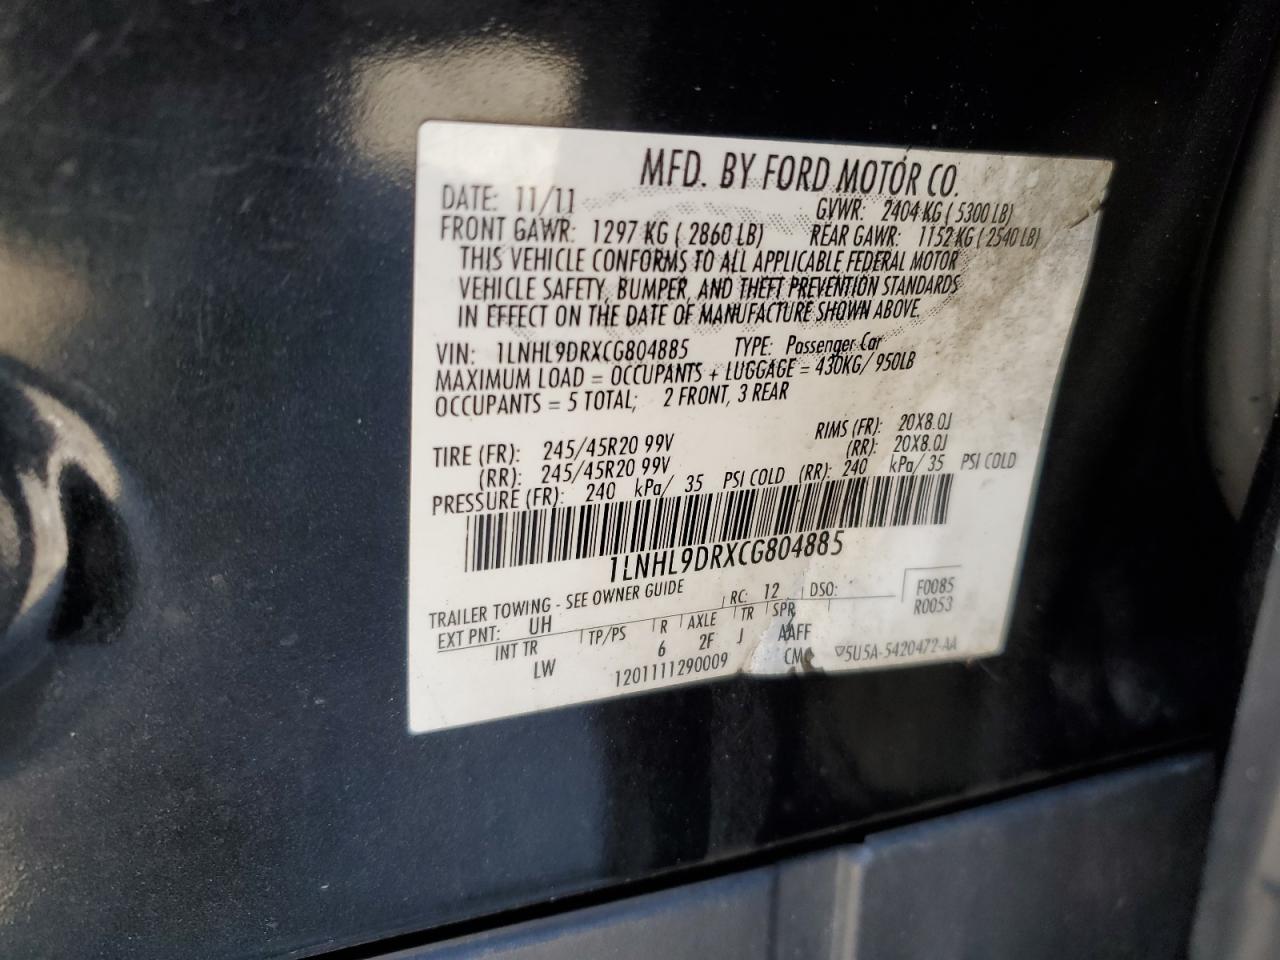 MFD. BY FORD MOTOR CO.
DATE: 11/11 GVWR: 2404 KG ( 5300 LB)
FRONT GAWR: 1297 KG ( 2860 LB) REAR GAWR: 1152 KG ( 2540 LB)
THIS VEHICLE CONFORMS TO ALL APPLICABLE FEDERAL MOTOR
VEHICLE SAFETY, BUMPER, AND THEFT PREVENTION STANDARDS
IN EFFECT ON THE DATE OF MANUFACTURE SHOWN ABOVE.
VIN: 1LNHL9DRXCG804885 TYPE: Passenger Car
MAXIMUM LOAD = OCCUPANTS + LUGGAGE = 430KG/ 950LB
OCCUPANTS = 5 TOTAL; 2 FRONT, 3 REAR
TIRE (FR): 245/45R20 99V RIMS (FR): 20X8.0J
(RR): 245/45R20 99V (RR): 20X8.0J
PRESSURE (FR): 240 kPa/ 35 PSI COLD (RR): 240 kPa/ 35 PSI COLD
1LNHL9DRXCG804885
TRAILER TOWING - SEE OWNER GUIDE
EXT PNT: UH RC: 12 DSO: F0085
R0053
INT TR TP/PS R AXLE TR SPR
LW 6 2F J AAFF
1201111290009 ▽5U5A-5420472-AA